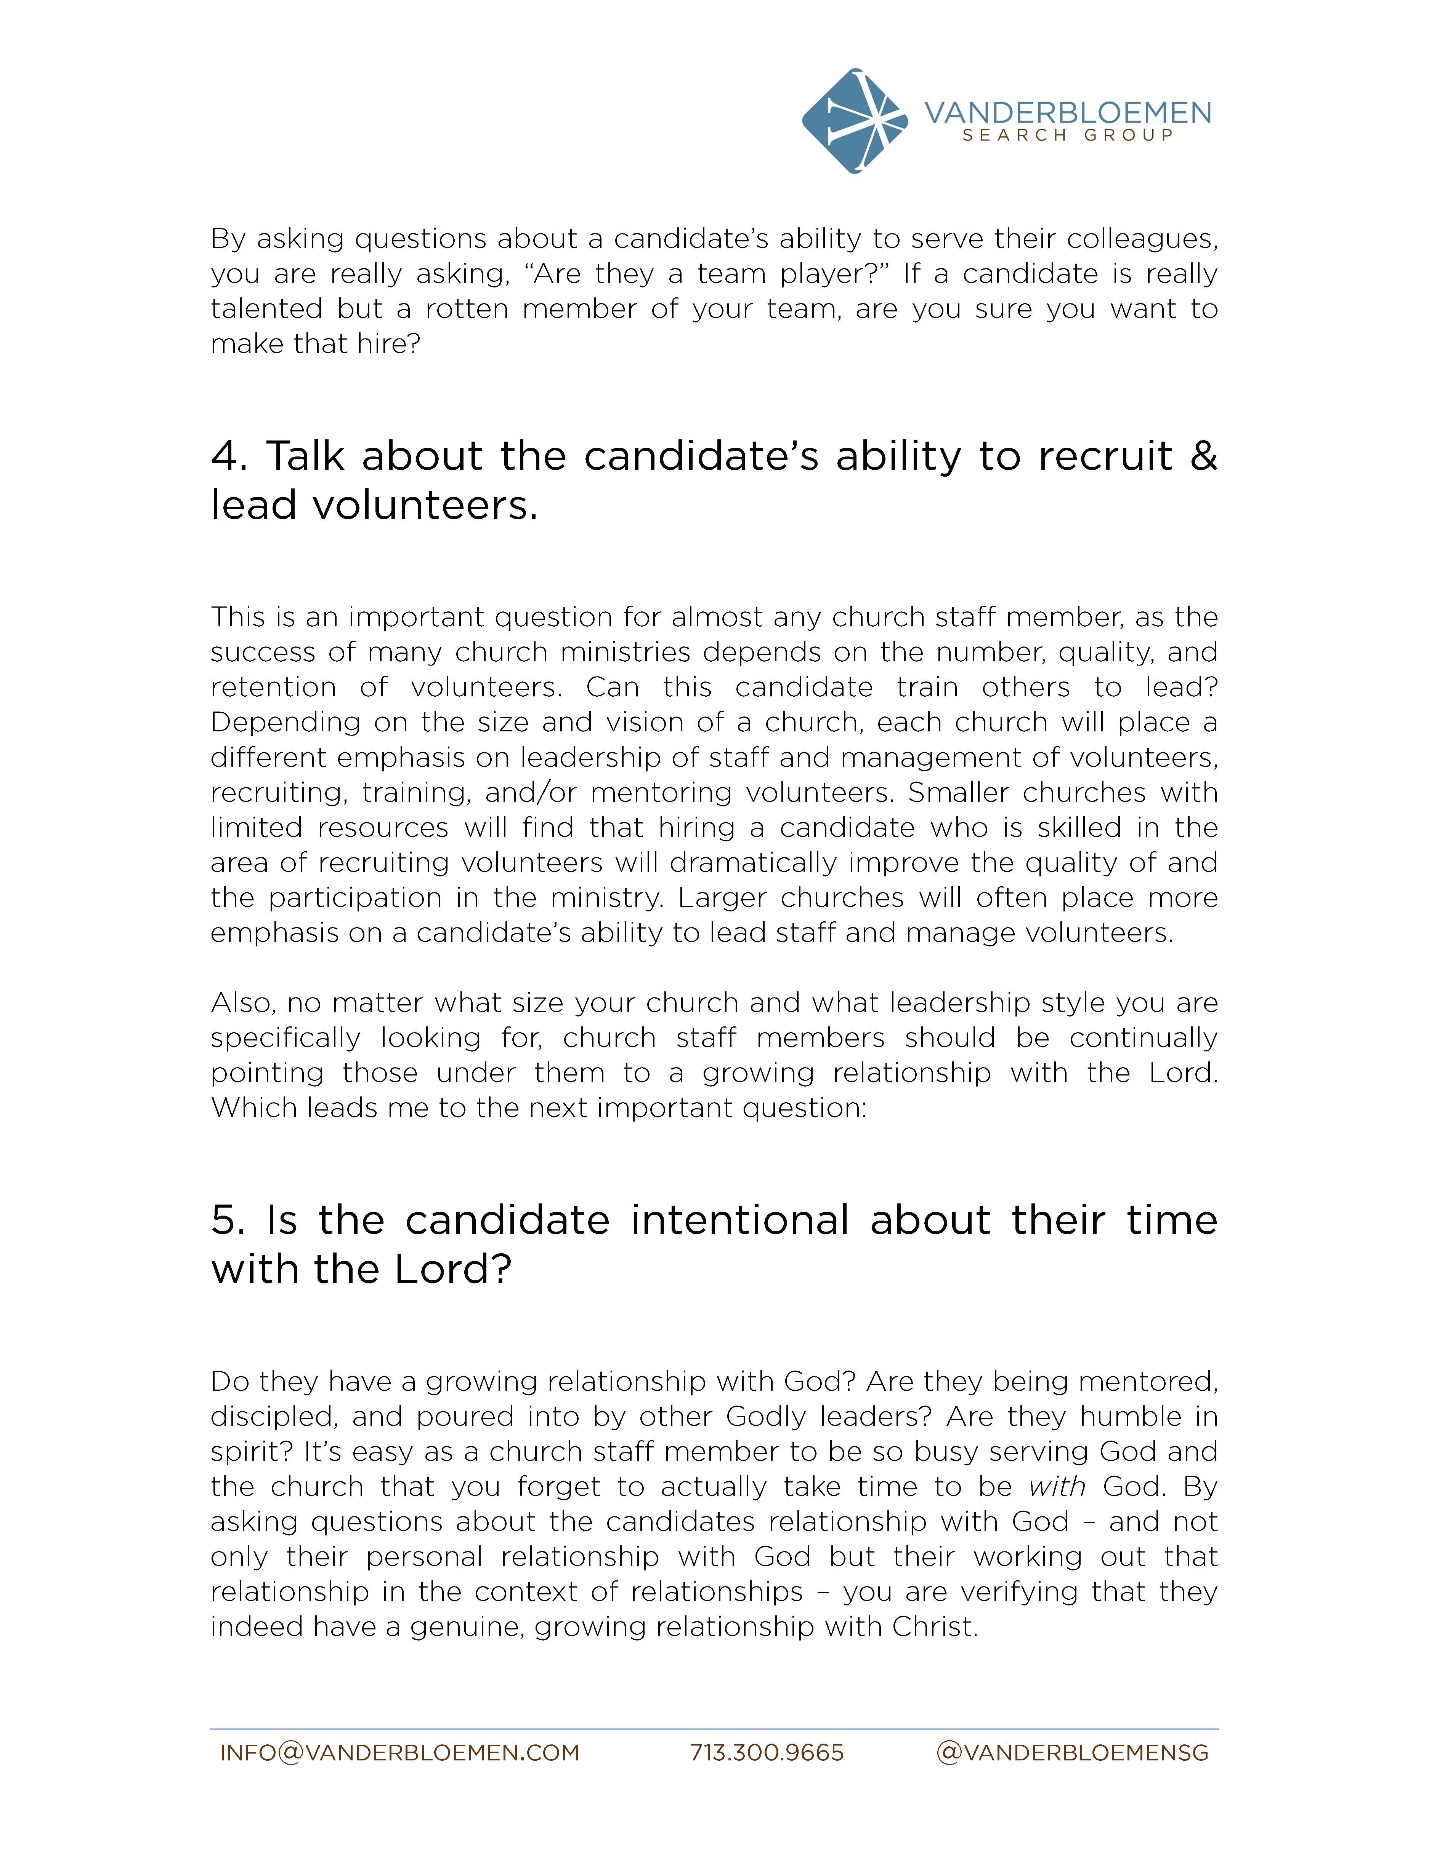 VANDERBLOEMEN
SEARCH GROUP
By asking questions about a candidate’s ability to serve their colleagues,
you are really asking, “Are they a team player?” If a candidate is really
talented but a rotten member of your team, are you sure you want to
make that hire?
4. Talk about the candidate’s ability to recruit &
lead volunteers.
This is an important question for almost any church staff member, as the
success of many church ministries depends on the number, quality, and
retention of volunteers. Can this candidate train others to lead?
Depending on the size and vision of a church, each church will place a
different emphasis on leadership of staff and management of volunteers,
recruiting, training, and/or mentoring volunteers. Smaller churches with
limited resources will find that hiring a candidate who is skilled in the
area of recruiting volunteers will dramatically improve the quality of and
the participation in the ministry. Larger churches will often place more
emphasis on a candidate’s ability to lead staff and manage volunteers.
Also, no matter what size your church and what leadership style you are
specifically looking for, church staff members should be continually
pointing those under them to a growing relationship with the Lord.
Which leads me to the next important question:
5. Is the candidate intentional about their time
with the Lord?
Do they have a growing relationship with God? Are they being mentored,
discipled, and poured into by other Godly leaders? Are they humble in
spirit? It’s easy as a church staff member to be so busy serving God and
the church that you forget to actually take time to be with God. By
asking questions about the candidates relationship with God – and not
only their personal relationship with God but their working out that
relationship in the context of relationships – you are verifying that they
indeed have a genuine, growing relationship with Christ.
INFO@VANDERBLOEMEN.COM 713.300.9665 @VANDERBLOEMENSG